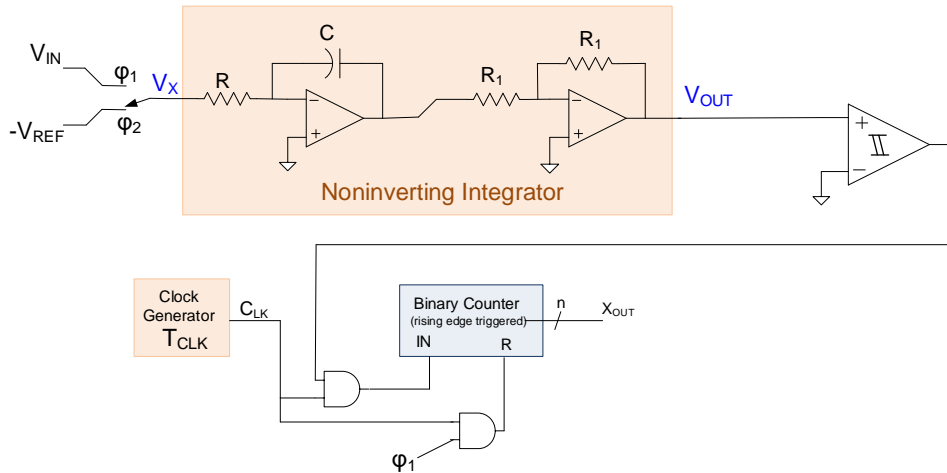 C
V_IN
φ₁
V_X
R
R₁
R₁
V_OUT
-V_REF
φ₂
−
+
−
+
+
−
Noninverting Integrator
Clock
Generator
T_CLK
C_LK
Binary Counter
(rising edge triggered)
IN
R
n
X_OUT
φ₁